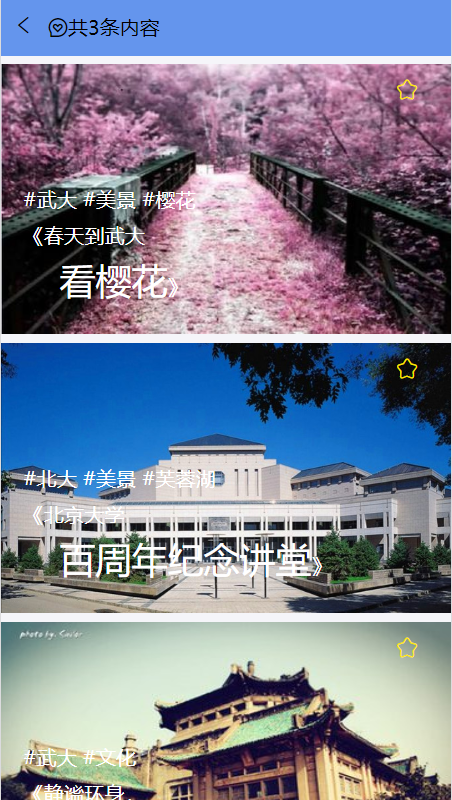 共3条内容
#武大 #美景 #樱花
《春天到武大
看樱花》
#北大 #美景 #芙蓉湖
《北京大学
百周年纪念讲堂》
photo by.
#武大 #文化
《静谧环身，